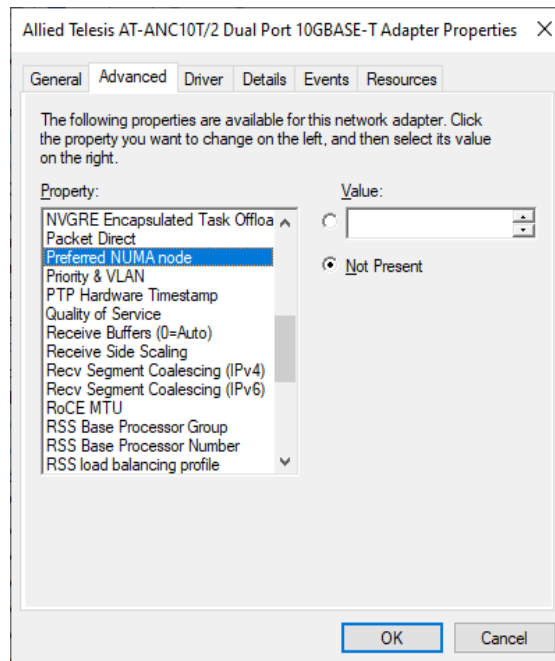 Allied Telesis AT-ANC10T/2 Dual Port 10GBASE-T Adapter Properties
General Advanced Driver Details Events Resources
The following properties are available for this network adapter. Click
the property you want to change on the left, and then select its value
on the right.
Property:
NVGRE Encapsulated Task Offloa
Packet Direct
Preferred NUMA node
Priority & VLAN
PTP Hardware Timestamp
Quality of Service
Receive Buffers (0=Auto)
Receive Side Scaling
Recv Segment Coalescing (IPv4)
Recv Segment Coalescing (IPv6)
RoCE MTU
RSS Base Processor Group
RSS Base Processor Number
RSS load balancing profile
Value:
Not Present
OK Cancel